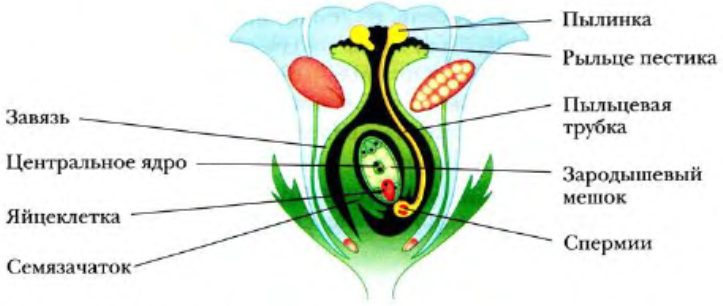 Пылинка
Рыльце пестика
Пыльцевая
трубка
Зародышевый
мешок
Спермии
Завязь
Центральное ядро
Яйцеклетка
Семязачаток